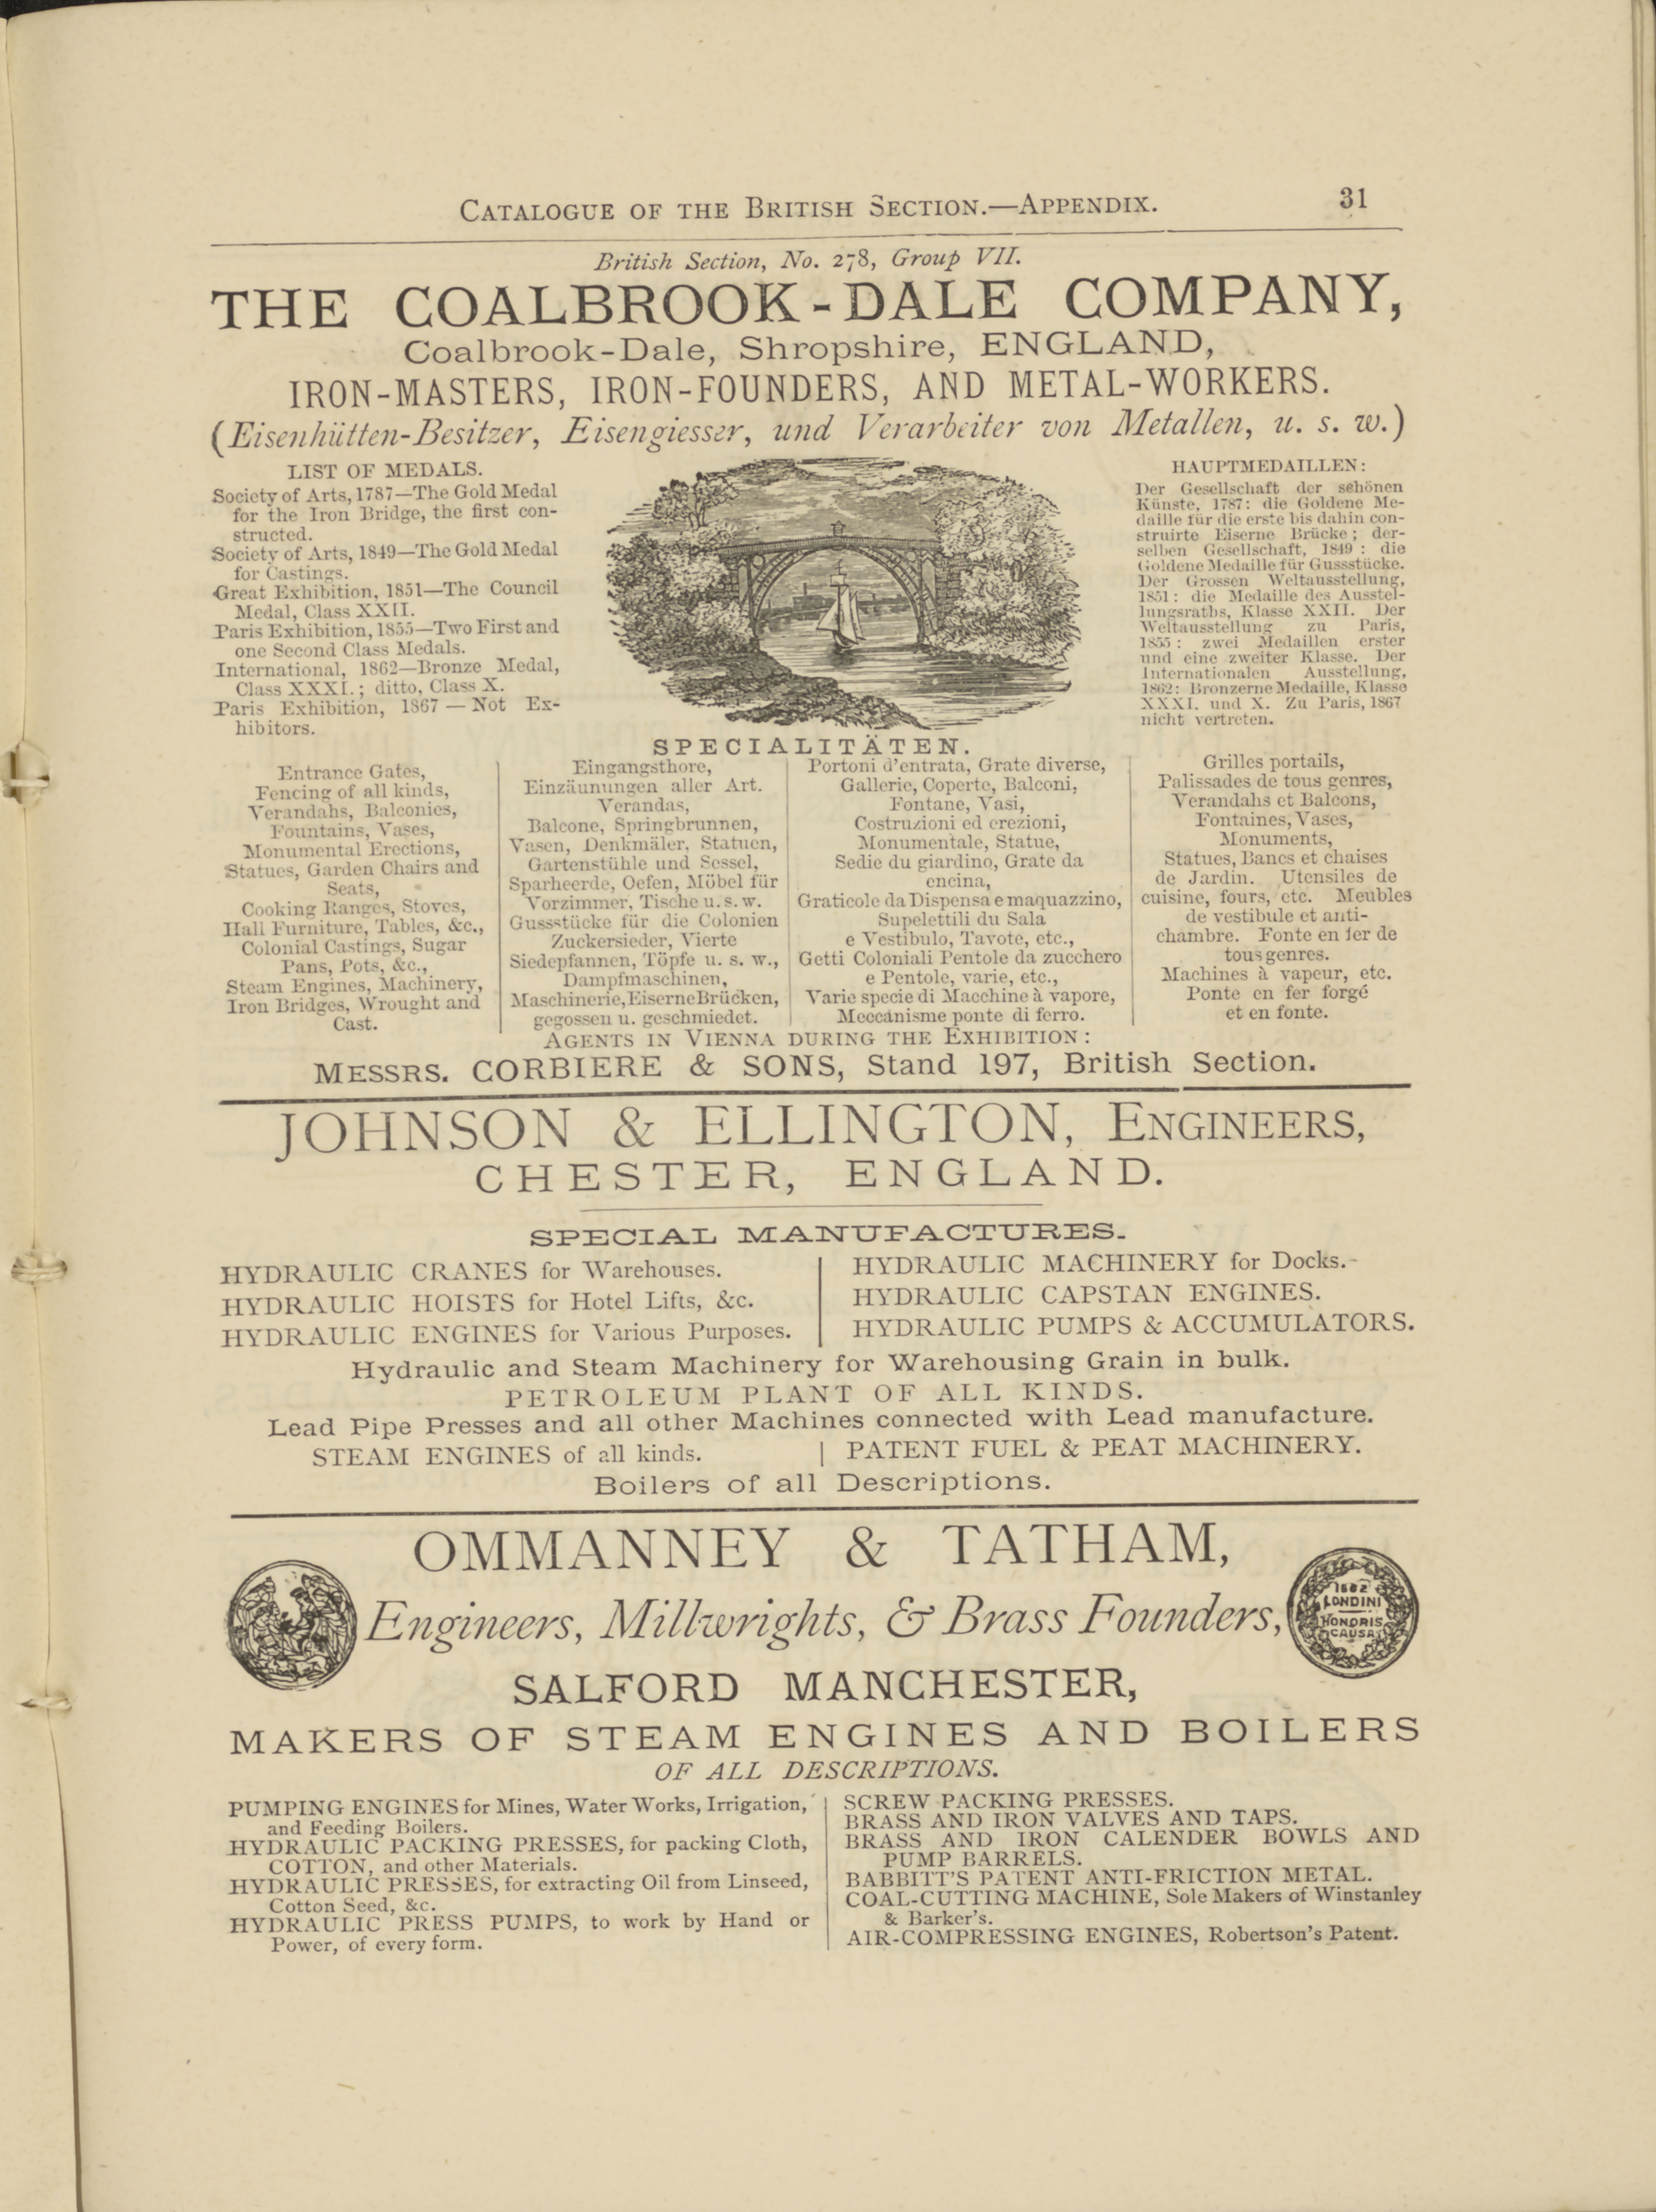 CATALOGUE OF THE BRITISH SECTION.—APPENDIX. 31
British Section, No. 278, Group VII.
THE COALBROOK-DALE COMPANY,
Coalbrook-Dale, Shropshire, ENGLAND,
IRON-MASTERS, IRON-FOUNDERS, AND METAL-WORKERS.
(Eisenhütten-Besitzer, Eisengiesser, und Verarbeiter von Metallen, u. s. w.)
LIST OF MEDALS.
Society of Arts, 1787—The Gold Medal
for the Iron Bridge, the first con-
structed.
Society of Arts, 1849—The Gold Medal
for Castings.
Great Exhibition, 1851—The Council
Medal, Class XXII.
Paris Exhibition, 1855—Two First and
one Second Class Medals.
International, 1862—Bronze Medal,
Class XXXI.; ditto, Class X.
Paris Exhibition, 1867 — Not Ex-
hibitors.
HAUPTMEDAILLEN:
Der Gesellschaft der schönen
Künste, 1787: die Goldene Me-
daille für die erste bis dahin con-
struirte Eiserne Brücke; der-
selben Gesellschaft, 1849 : die
Goldene Medaille für Gussstücke.
Der Grossen Weltausstellung,
1851: die Medaille des Ausstel-
lungsraths, Klasse XXII. Der
Weltausstellung zu Paris,
1855 : zwei Medaillen erster
und eine zweiter Klasse. Der
Internationalen Ausstellung,
1862: Bronzerne Medaille, Klasse
XXXI. und X. Zu Paris, 1867
nicht vertreten.
SPECIALITÄTEN.
Entrance Gates,
Fencing of all kinds,
Verandahs, Balconies,
Fountains, Vases,
Monumental Erections,
Statues, Garden Chairs and
Seats,
Cooking Ranges, Stoves,
Hall Furniture, Tables, &c.,
Colonial Castings, Sugar
Pans, Pots, &c.,
Steam Engines, Machinery,
Iron Bridges, Wrought and
Cast.
Eingangsthore,
Einzäunungen aller Art.
Verandas,
Balcone, Springbrunnen,
Vasen, Denkmäler, Statuen,
Gartenstühle und Sessel,
Sparheerde, Oefen, Möbel für
Vorzimmer, Tische u. s. w.
Gussstücke für die Colonien
Zuckersieder, Vierte
Siedepfannen, Töpfe u. s. w.,
Dampfmaschinen,
Maschinerie, Eiserne Brücken,
gegossen u. geschmiedet.
Portoni d'entrata, Grate diverse,
Gallerie, Coperte, Balconi,
Fontane, Vasi,
Costruzioni ed erezioni,
Monumentale, Statue,
Sedie du giardino, Grate da
encina,
Graticole da Dispensa e maquazzino,
Supelettili du Sala
e Vestibulo, Tavote, etc.,
Getti Coloniali Pentole da zucchero
e Pentole, varie, etc.,
Varie specie di Macchine à vapore,
Meccànisme ponte di ferro.
Grilles portails,
Palissades de tous genres,
Verandahs et Balcons,
Fontaines, Vases,
Monuments,
Statues, Bancs et chaises
de Jardin. Utensiles de
cuisine, fours, etc. Meubles
de vestibule et anti-
chambre. Fonte en fer de
tous genres.
Machines à vapeur, etc.
Ponte en fer forgé
et en fonte.
AGENTS IN VIENNA DURING THE EXHIBITION:
MESSRS. CORBIERE & SONS, Stand 197, British Section.
JOHNSON & ELLINGTON, ENGINEERS,
CHESTER, ENGLAND.
SPECIAL MANUFACTURES.
HYDRAULIC CRANES for Warehouses.
HYDRAULIC HOISTS for Hotel Lifts, &c.
HYDRAULIC ENGINES for Various Purposes.
HYDRAULIC MACHINERY for Docks.
HYDRAULIC CAPSTAN ENGINES.
HYDRAULIC PUMPS & ACCUMULATORS.
Hydraulic and Steam Machinery for Warehousing Grain in bulk.
PETROLEUM PLANT OF ALL KINDS.
Lead Pipe Presses and all other Machines connected with Lead manufacture.
STEAM ENGINES of all kinds. | PATENT FUEL & PEAT MACHINERY.
Boilers of all Descriptions.
OMMANNEY & TATHAM,
Engineers, Millwrights, & Brass Founders,
1862
LONDINI
HONORIS
CAUSA
SALFORD MANCHESTER,
MAKERS OF STEAM ENGINES AND BOILERS
OF ALL DESCRIPTIONS.
PUMPING ENGINES for Mines, Water Works, Irrigation,
and Feeding Boilers.
HYDRAULIC PACKING PRESSES, for packing Cloth,
COTTON, and other Materials.
HYDRAULIC PRESSES, for extracting Oil from Linseed,
Cotton Seed, &c.
HYDRAULIC PRESS PUMPS, to work by Hand or
Power, of every form.
SCREW PACKING PRESSES.
BRASS AND IRON VALVES AND TAPS.
BRASS AND IRON CALENDER BOWLS AND
PUMP BARRELS.
BABBITT'S PATENT ANTI-FRICTION METAL.
COAL-CUTTING MACHINE, Sole Makers of Winstanley
& Barker's.
AIR-COMPRESSING ENGINES, Robertson's Patent.